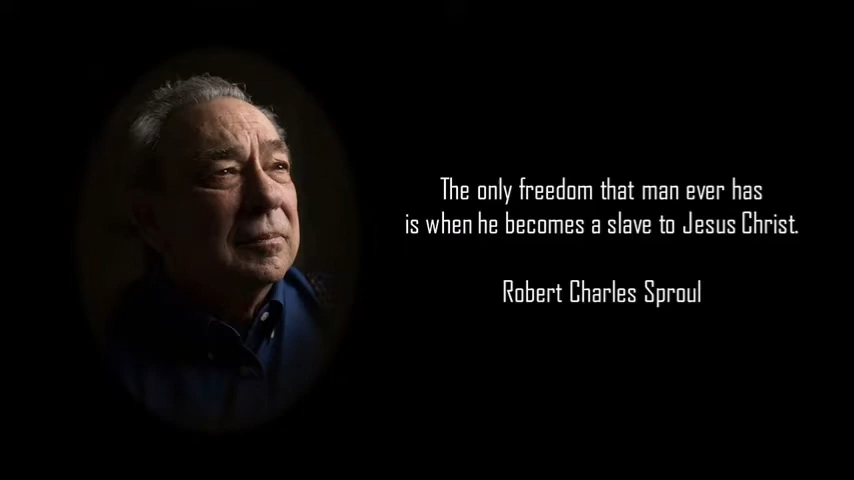 The only freedom that man ever has
is when he becomes a slave to Jesus Christ.
Robert Charles Sproul